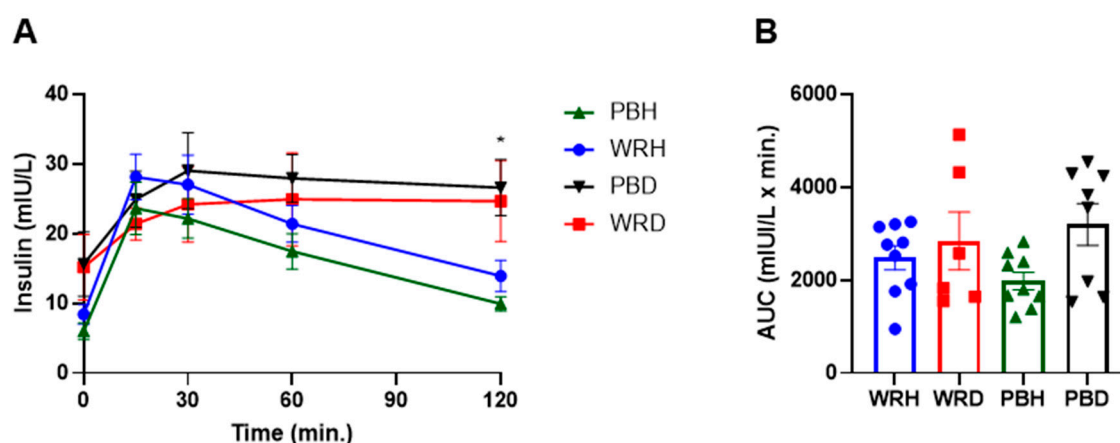 A
Insulin (mIU/L)
40
30
20
10
0
0 30 60 90 120
Time (min.)
*
PBH
WRH
PBD
WRD
B
AUC (mIUI/L x min.)
6000
4000
2000
0
WRH WRD PBH PBD